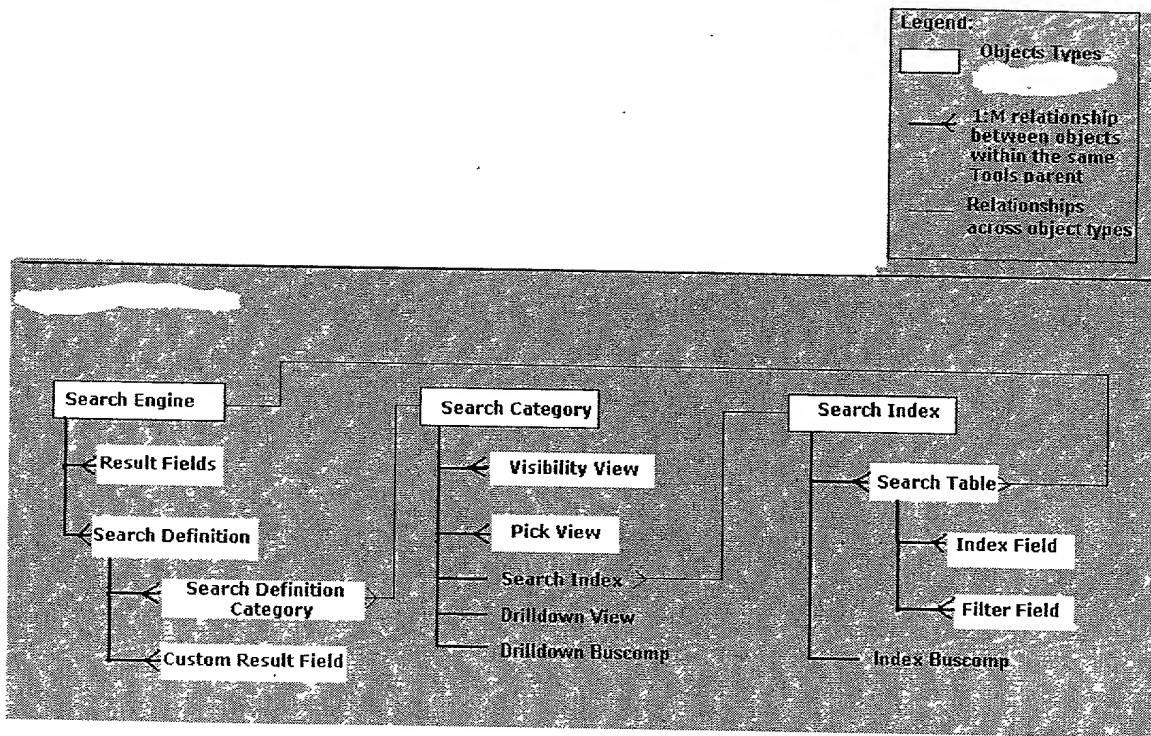 Legend:
Objects Types
1:M relationship
between objects
within the same
Tools parent
Relationships
across object types
Search Engine
Result Fields
Search Definition
Search Definition
Category
Custom Result Field
Search Category
Visibility View
Pick View
Search Index
Drilldown View
Drilldown Buscomp
Search Index
Search Table
Index Field
Filter Field
Index Buscomp